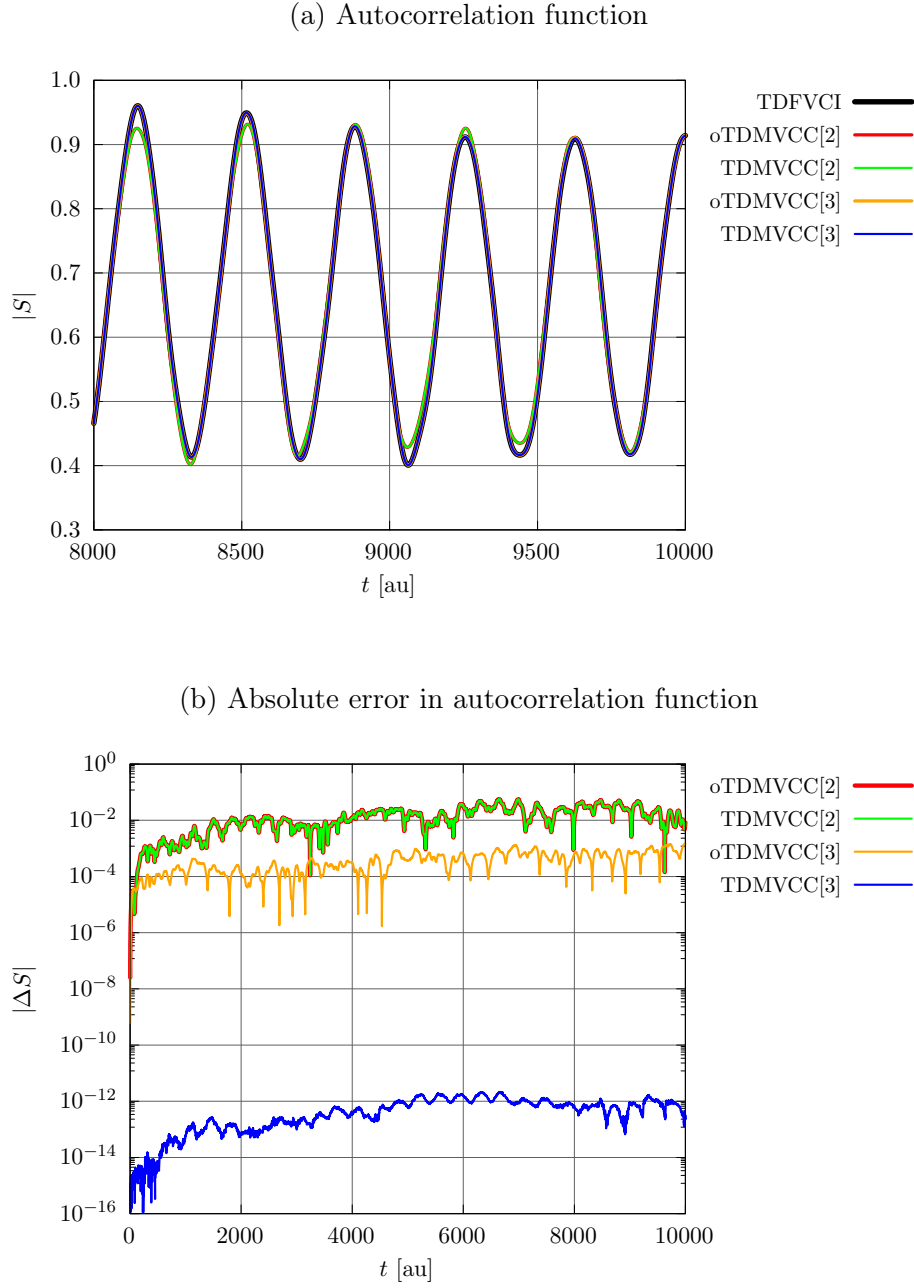 (a) Autocorrelation function
1.0
0.9
0.8
0.7
0.6
0.5
0.4
0.3
|S|
8000
8500
9000
9500
10000
t [au]
TDFVCI
oTDMVCC[2]
TDMVCC[2]
oTDMVCC[3]
TDMVCC[3]
(b) Absolute error in autocorrelation function
10^0
10^−2
10^−4
10^−6
10^−8
10^−10
10^−12
10^−14
10^−16
|ΔS|
0
2000
4000
6000
8000
10000
t [au]
oTDMVCC[2]
TDMVCC[2]
oTDMVCC[3]
TDMVCC[3]